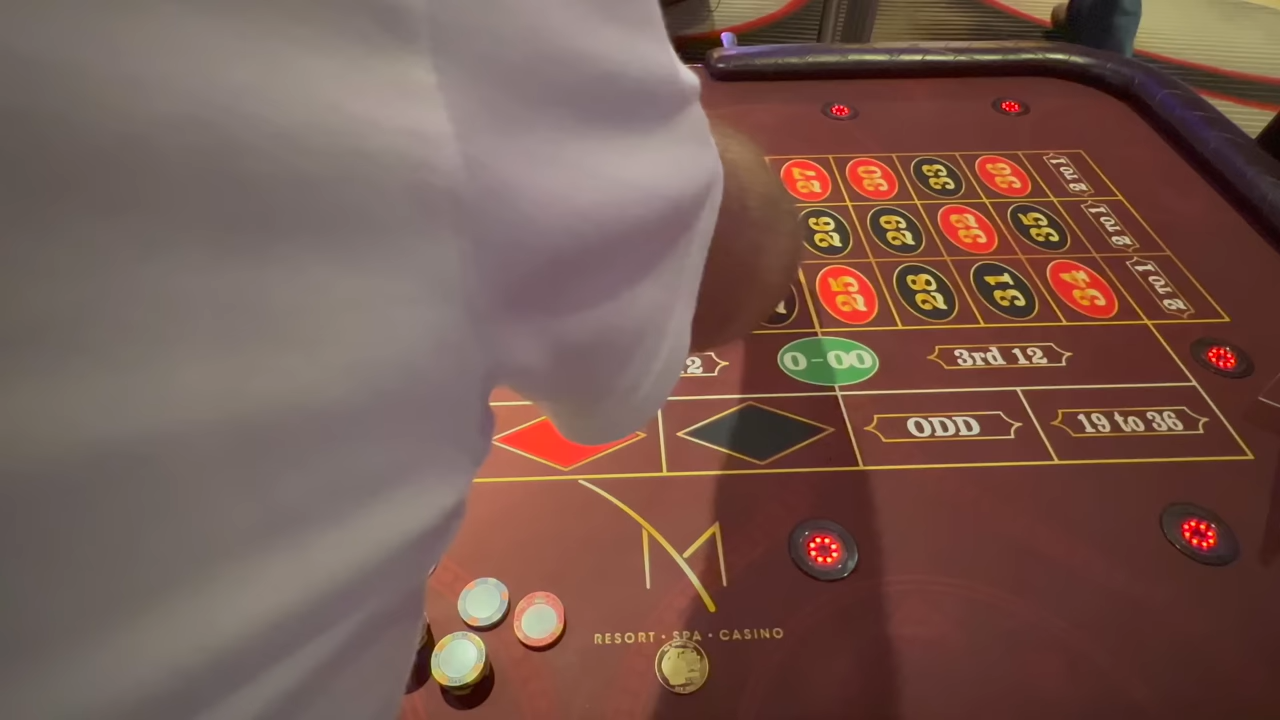 27 30 33 36 2 TO 1
26 29 32 35 2 TO 1
25 28 31 34 2 TO 1
0-00 3rd 12
ODD 19 to 36
M
RESORT · SPA · CASINO